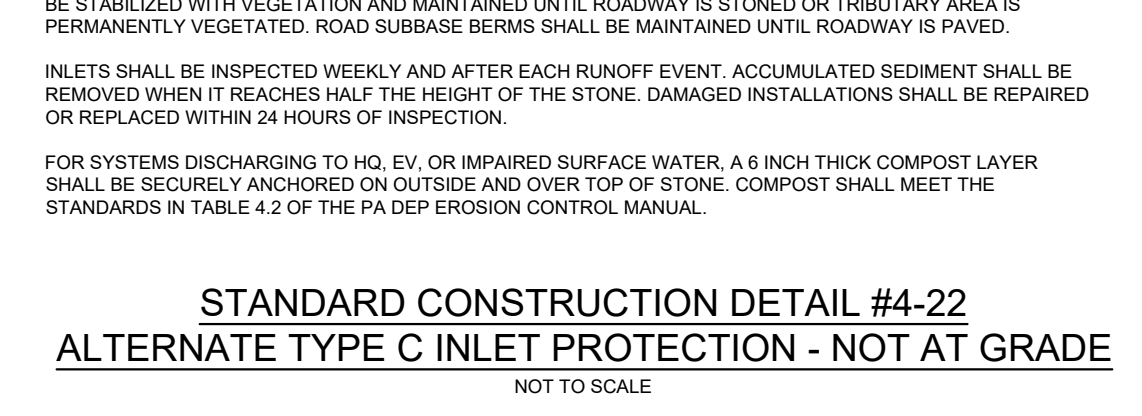 BE STABILIZED WITH VEGETATION AND MAINTAINED UNTIL ROADWAY IS STONED OR TRIBUTARY AREA IS
PERMANENTLY VEGETATED. ROAD SUBBASE BERMS SHALL BE MAINTAINED UNTIL ROADWAY IS PAVED.
INLETS SHALL BE INSPECTED WEEKLY AND AFTER EACH RUNOFF EVENT. ACCUMULATED SEDIMENT SHALL BE
REMOVED WHEN IT REACHES HALF THE HEIGHT OF THE STONE. DAMAGED INSTALLATIONS SHALL BE REPAIRED
OR REPLACED WITHIN 24 HOURS OF INSPECTION.
FOR SYSTEMS DISCHARGING TO HQ, EV, OR IMPAIRED SURFACE WATER, A 6 INCH THICK COMPOST LAYER
SHALL BE SECURELY ANCHORED ON OUTSIDE AND OVER TOP OF STONE. COMPOST SHALL MEET THE
STANDARDS IN TABLE 4.2 OF THE PA DEP EROSION CONTROL MANUAL.
STANDARD CONSTRUCTION DETAIL #4-22
ALTERNATE TYPE C INLET PROTECTION - NOT AT GRADE
NOT TO SCALE